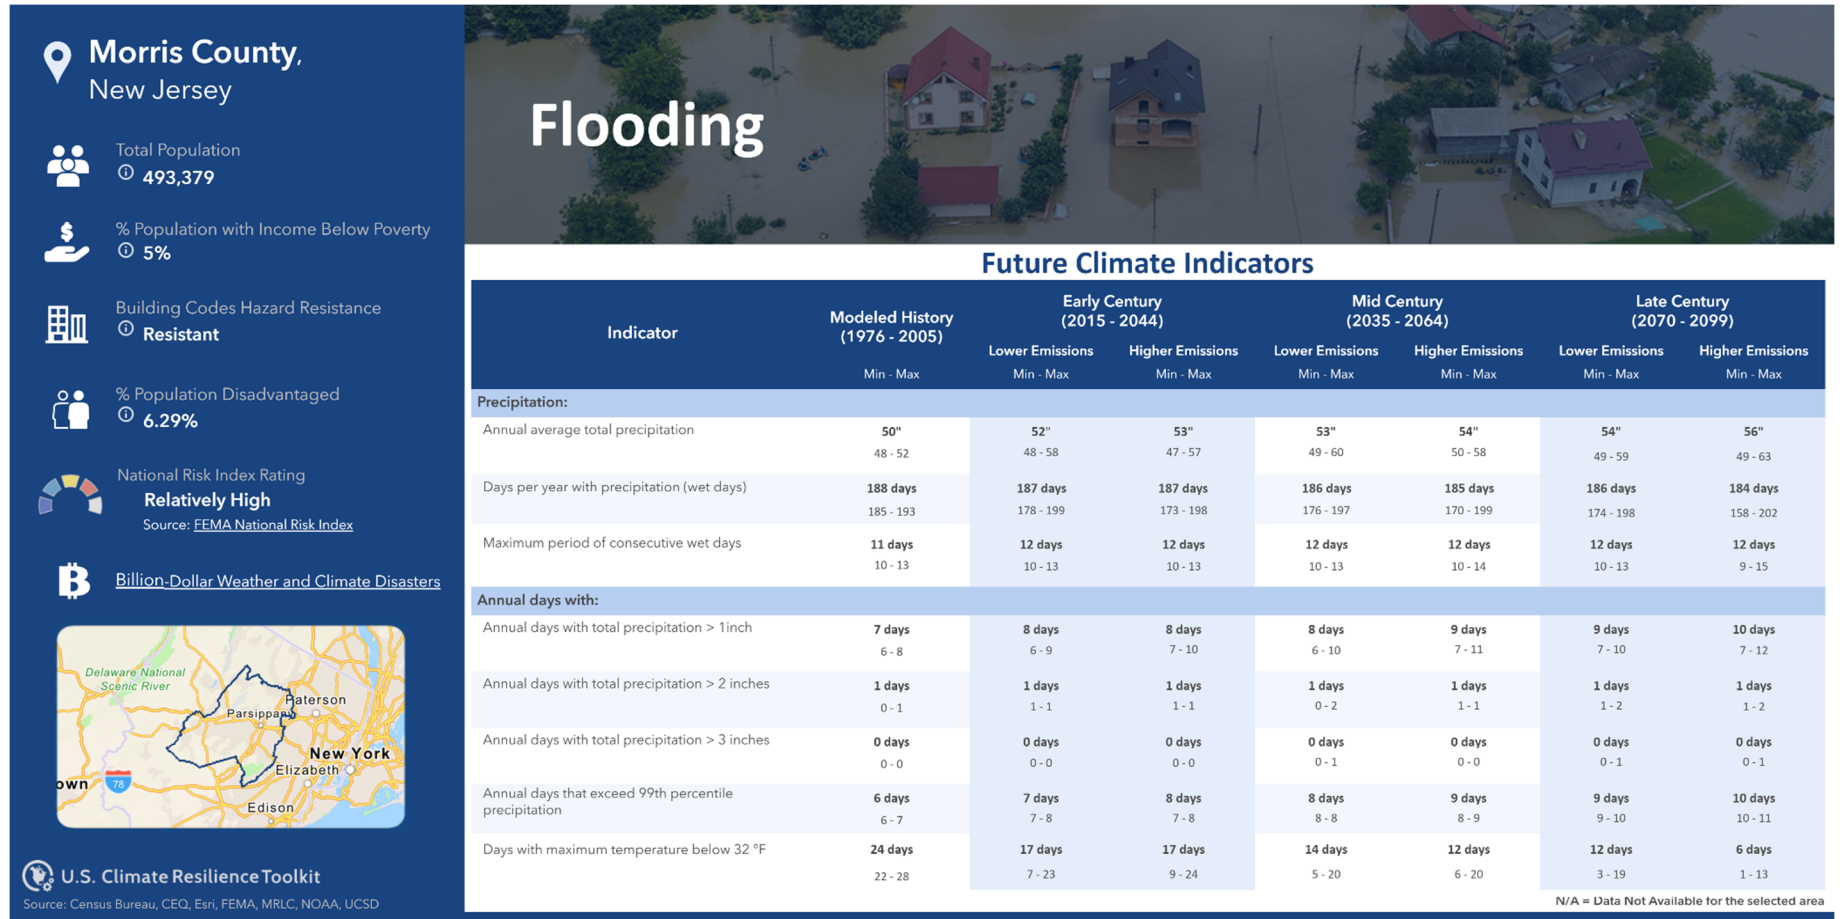 Morris County,
New Jersey
Total Population
493,379
% Population with Income Below Poverty
5%
Building Codes Hazard Resistance
Resistant
% Population Disadvantaged
6.29%
National Risk Index Rating
Relatively High
Source: FEMA National Risk Index
Billion-Dollar Weather and Climate Disasters
Delaware National
Scenic River
Paterson
Parsippany
New York
Elizabeth
own
78
Edison
U.S. Climate Resilience Toolkit
Source: Census Bureau, CEQ, Esri, FEMA, MRLC, NOAA, UCSD
Flooding
Future Climate Indicators
Indicator
Modeled History
(1976 - 2005)
Early Century
(2015 - 2044)
Mid Century
(2035 - 2064)
Late Century
(2070 - 2099)
Lower Emissions Higher Emissions Lower Emissions Higher Emissions Lower Emissions Higher Emissions
Min - Max Min - Max Min - Max Min - Max Min - Max Min - Max Min - Max
Precipitation:
Annual average total precipitation 50" 52" 53" 53" 54" 54" 56"
48 - 52 48 - 58 47 - 57 49 - 60 50 - 58 49 - 59 49 - 63
Days per year with precipitation (wet days) 188 days 187 days 187 days 186 days 185 days 186 days 184 days
185 - 193 178 - 199 173 - 198 176 - 197 170 - 199 174 - 198 158 - 202
Maximum period of consecutive wet days 11 days 12 days 12 days 12 days 12 days 12 days 12 days
10 - 13 10 - 13 10 - 13 10 - 13 10 - 14 10 - 13 9 - 15
Annual days with:
Annual days with total precipitation > 1inch 7 days 8 days 8 days 8 days 9 days 9 days 10 days
6 - 8 6 - 9 7 - 10 6 - 10 7 - 11 7 - 10 7 - 12
Annual days with total precipitation > 2 inches 1 days 1 days 1 days 1 days 1 days 1 days 1 days
0 - 1 1 - 1 1 - 1 0 - 2 1 - 1 1 - 2 1 - 2
Annual days with total precipitation > 3 inches 0 days 0 days 0 days 0 days 0 days 0 days 0 days
0 - 0 0 - 0 0 - 0 0 - 1 0 - 0 0 - 1 0 - 1
Annual days that exceed 99th percentile
precipitation
6 days 7 days 8 days 8 days 9 days 9 days 10 days
6 - 7 7 - 8 7 - 8 8 - 8 8 - 9 9 - 10 10 - 11
Days with maximum temperature below 32 °F 24 days 17 days 17 days 14 days 12 days 12 days 6 days
22 - 28 7 - 23 9 - 24 5 - 20 6 - 20 3 - 19 1 - 13
N/A = Data Not Available for the selected area